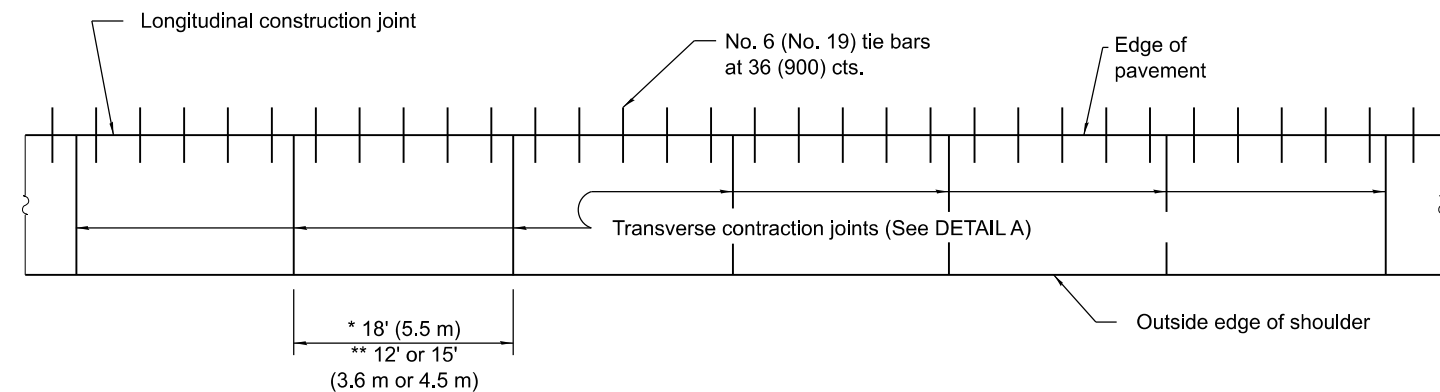 Longitudinal construction joint
No. 6 (No. 19) tie bars
at 36 (900) cts.
Edge of
pavement
Transverse contraction joints (See DETAIL A)
Outside edge of shoulder
* 18' (5.5 m)
** 12' or 15'
(3.6 m or 4.5 m)